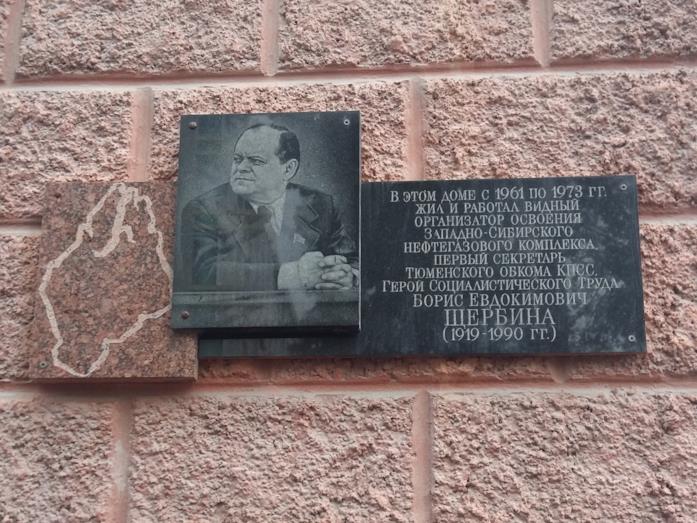 В ЭТОМ ДОМЕ С 1961 ПО 1973 ГГ.
ЖИЛ И РАБОТАЛ ВИДНЫЙ
ОРГАНИЗАТОР ОСВОЕНИЯ
ЗАПАДНО-СИБИРСКОГО
НЕФТЕГАЗОВОГО КОМПЛЕКСА,
ПЕРВЫЙ СЕКРЕТАРЬ
ТЮМЕНСКОГО ОБКОМА КПСС,
ГЕРОЙ СОЦИАЛИСТИЧЕСКОГО ТРУДА
БОРИС ЕВДОКИМОВИЧ
ЩЕРБИНА
(1919-1990 ГГ.)